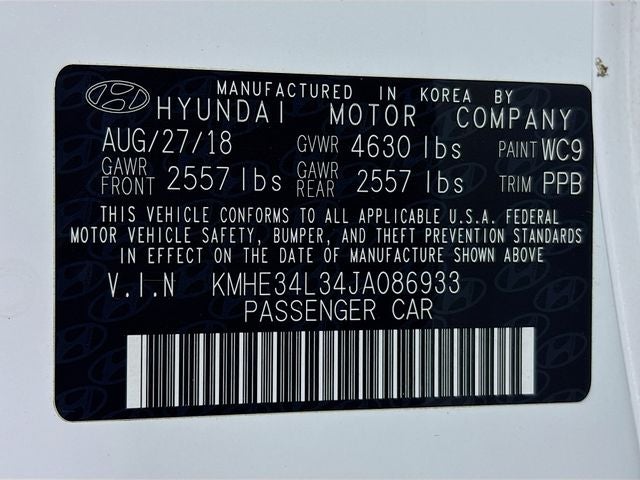 MANUFACTURED IN KOREA BY
HYUNDAI MOTOR COMPANY
AUG/27/18 GVWR 4630 lbs PAINT WC9
GAWR FRONT 2557 lbs GAWR REAR 2557 lbs TRIM PPB
THIS VEHICLE CONFORMS TO ALL APPLICABLE U.S.A. FEDERAL
MOTOR VEHICLE SAFETY, BUMPER, AND THEFT PREVENTION STANDARDS
IN EFFECT ON THE DATE OF MANUFACTURE SHOWN ABOVE
V.I.N KMHE34L34JA086933
PASSENGER CAR